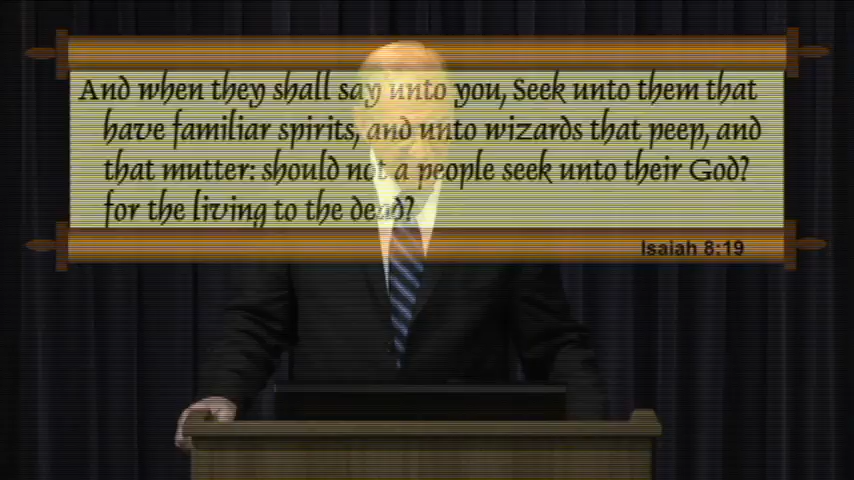 And when they shall say unto you, Seek unto them that
have familiar spirits, and unto wizards that peep, and
that mutter: should not a people seek unto their God?
for the living to the dead?
Isaiah 8:19